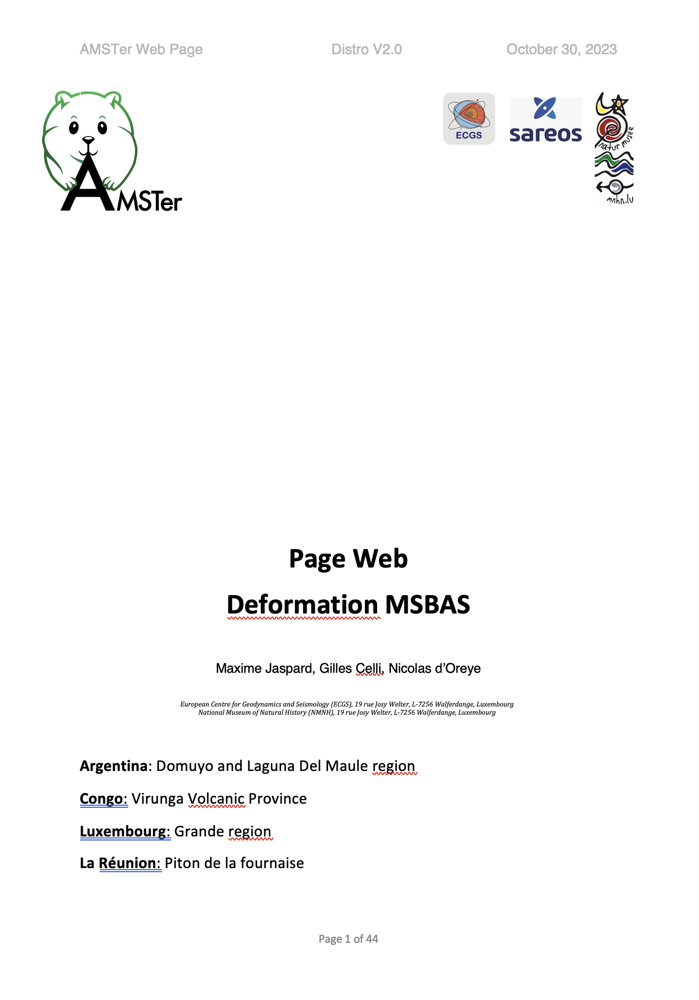 AMSTer Web Page Distro V2.0 October 30, 2023
AMSTer
ECGS
sareos
natur musée
mnhn.lu
Page Web
Deformation MSBAS
Maxime Jaspard, Gilles Celli, Nicolas d’Oreye
European Centre for Geodynamics and Seismology (ECGS), 19 rue Josy Welter, L-7256 Walferdange, Luxembourg
National Museum of Natural History (NMNH), 19 rue Josy Welter, L-7256 Walferdange, Luxembourg
Argentina: Domuyo and Laguna Del Maule region
Congo: Virunga Volcanic Province
Luxembourg: Grande region
La Réunion: Piton de la fournaise
Page 1 of 44